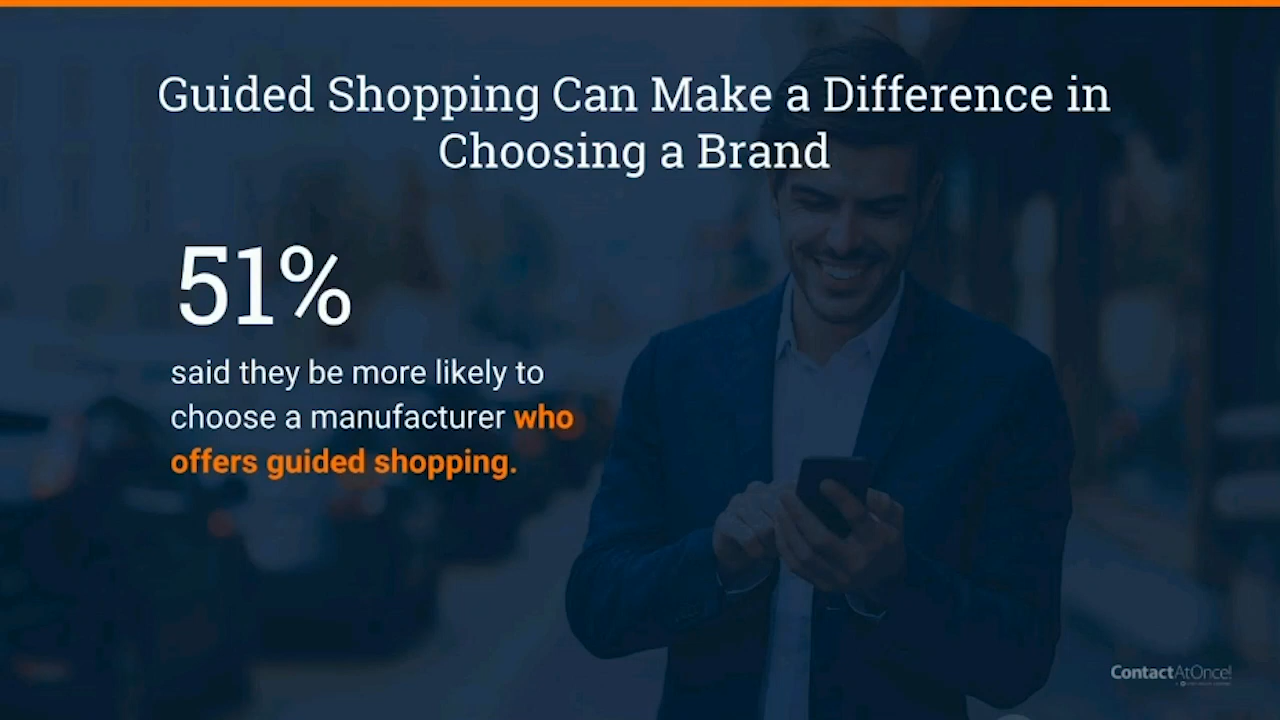 Guided Shopping Can Make a Difference in
Choosing a Brand
51%
said they be more likely to
choose a manufacturer who
offers guided shopping.
ContactAtOnce!